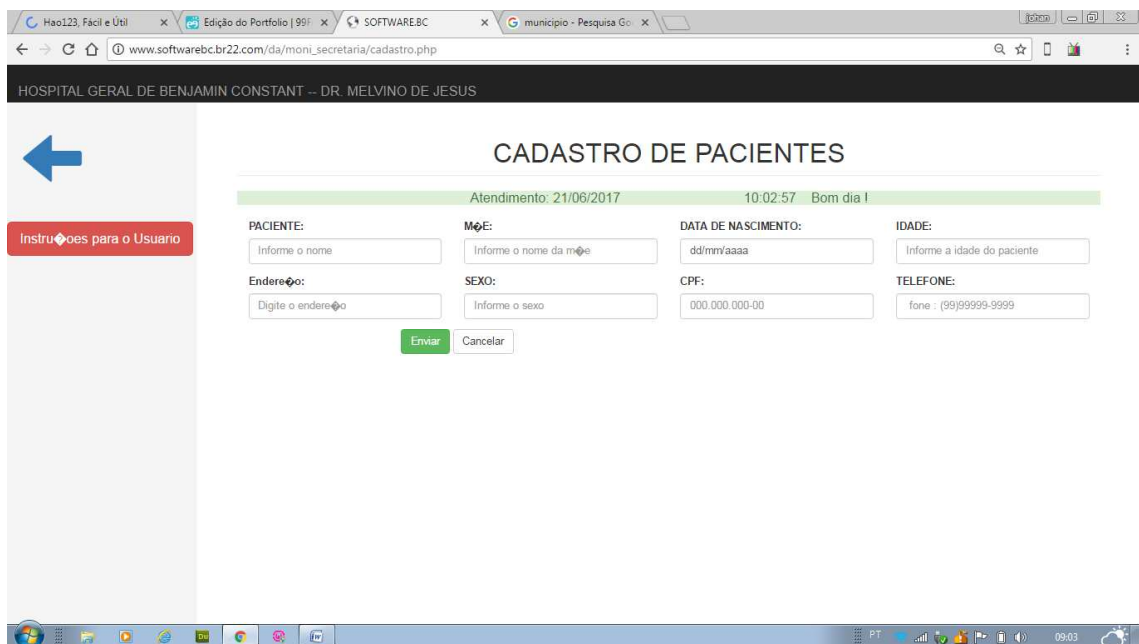 Hao123, Fácil e Útil
Edição do Portfolio | 99F
SOFTWARE.BC
municipio - Pesquisa Go
www.softwarebc.br22.com/da/moni_secretaria/cadastro.php
HOSPITAL GERAL DE BENJAMIN CONSTANT -- DR. MELVINO DE JESUS
CADASTRO DE PACIENTES
Atendimento: 21/06/2017 10:02:57 Bom dia !
Instru�oes para o Usuario
PACIENTE: M�E: DATA DE NASCIMENTO: IDADE:
Informe o nome Informe o nome da m�e dd/mm/aaaa Informe a idade do paciente
Endere�o: SEXO: CPF: TELEFONE:
Digite o endere�o Informe o sexo 000.000.000-00 fone : (99)99999-9999
Enviar Cancelar
PT 09:03